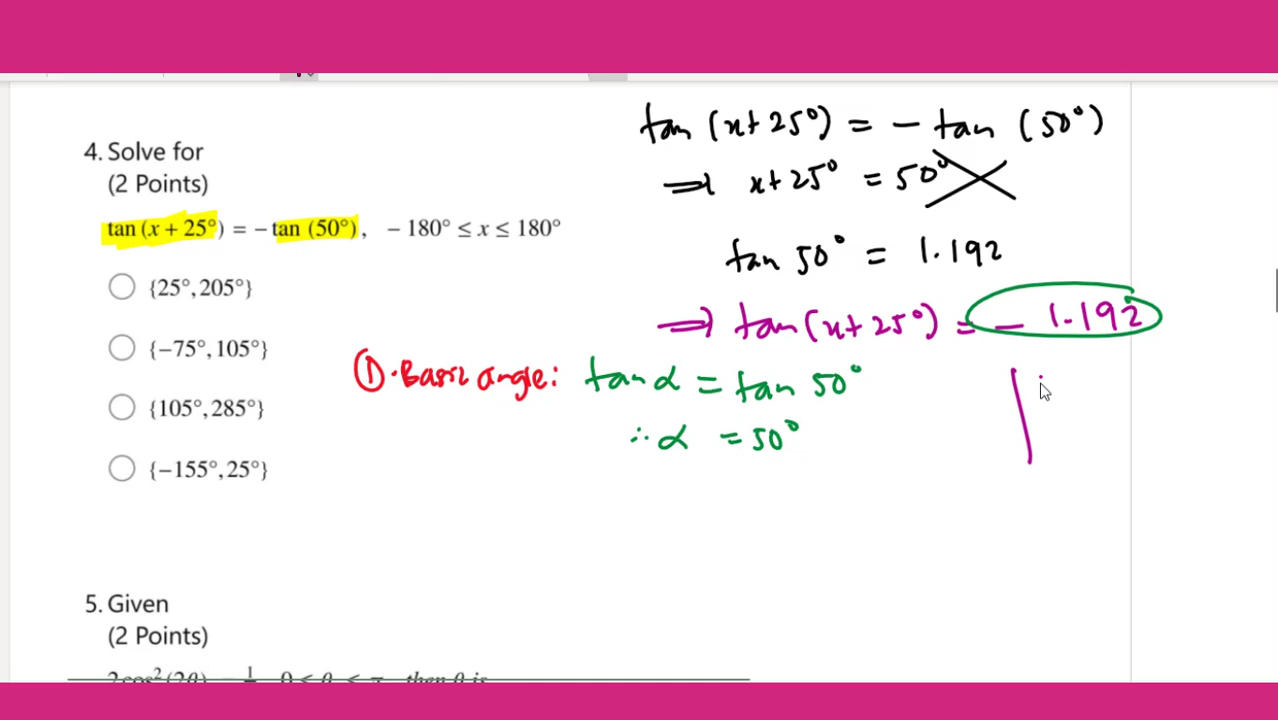 4. Solve for
(2 Points)
tan (x + 25°) = − tan (50°),   − 180° ≤ x ≤ 180°
{25°, 205°}
{−75°, 105°}
{105°, 285°}
{−155°, 25°}
tan (x+25°) = − tan (50°)
⇒ x+25° = 50°
tan 50° = 1.192
⇒ tan(x+25°) = − 1.192
① Basic angle: tan α = tan 50°
∴ α = 50°
5. Given
(2 Points)